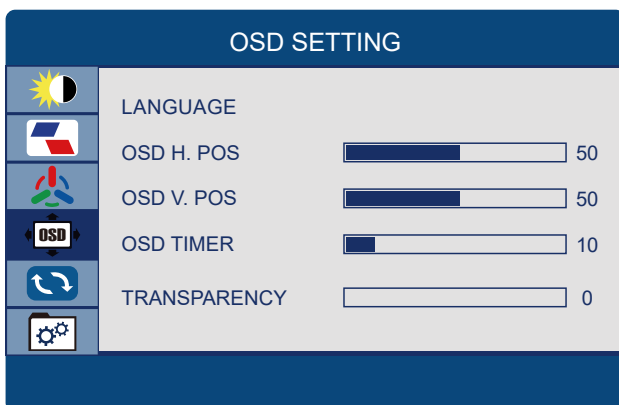 OSD SETTING
LANGUAGE
OSD H. POS 50
OSD V. POS 50
OSD
OSD TIMER 10
TRANSPARENCY 0